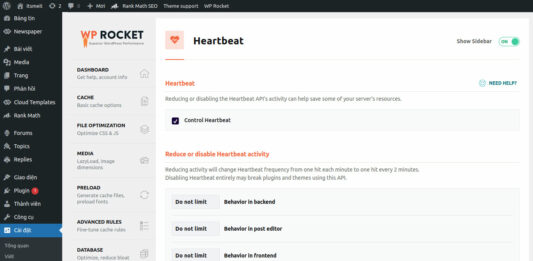 itsmeit
2
0
Mới
Rank Math SEO
Theme support
WP Rocket
Bảng tin
Newspaper
Bài viết
Media
Trang
Phản hồi
Cloud Templates
Rank Math
Forums
Topics
Replies
Giao diện
Plugin 1
Thành viên
Công cụ
Cài đặt
Tổng quan
Viết
WP ROCKET
Superior WordPress Performance
DASHBOARD
Get help, account info
CACHE
Basic cache options
FILE OPTIMIZATION
Optimize CSS & JS
MEDIA
LazyLoad, image
dimensions
PRELOAD
Generate cache files,
preload fonts
ADVANCED RULES
Fine-tune cache rules
DATABASE
Optimize, reduce bloat
Heartbeat
Show Sidebar
ON
Heartbeat
NEED HELP?
Reducing or disabling the Heartbeat API's activity can help save some of your server's resources.
Control Heartbeat
Reduce or disable Heartbeat activity
Reducing activity will change Heartbeat frequency from one hit each minute to one hit every 2 minutes.
Disabling Heartbeat entirely may break plugins and themes using this API.
Do not limit Behavior in backend
Do not limit Behavior in post editor
Do not limit Behavior in frontend